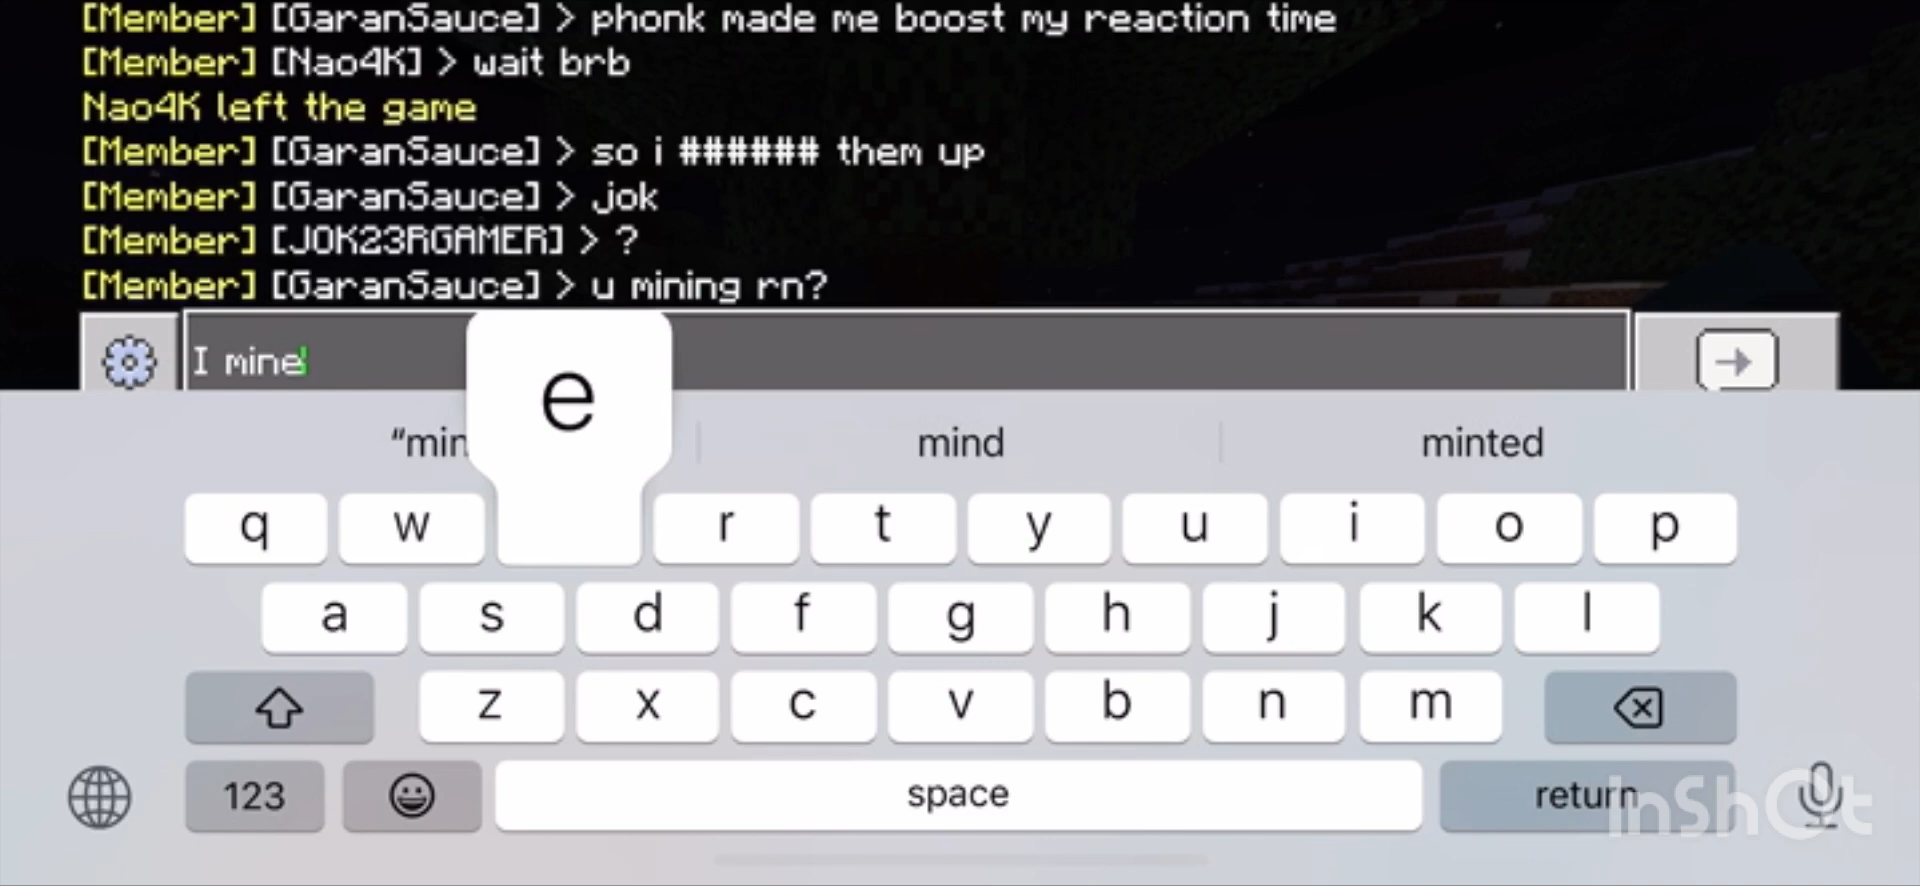 [Member] [GaranSauce] > phonk made me boost my reaction time
[Member] [Nao4K] > wait brb
Nao4K left the game
[Member] [GaranSauce] > so i ###### them up
[Member] [GaranSauce] > jok
[Member] [JOK23RGAMER] > ?
[Member] [GaranSauce] > u mining rn?
I mine
e
“min mind minted
q w r t y u i o p
a s d f g h j k l
z x c v b n m
123 space return
InShOt